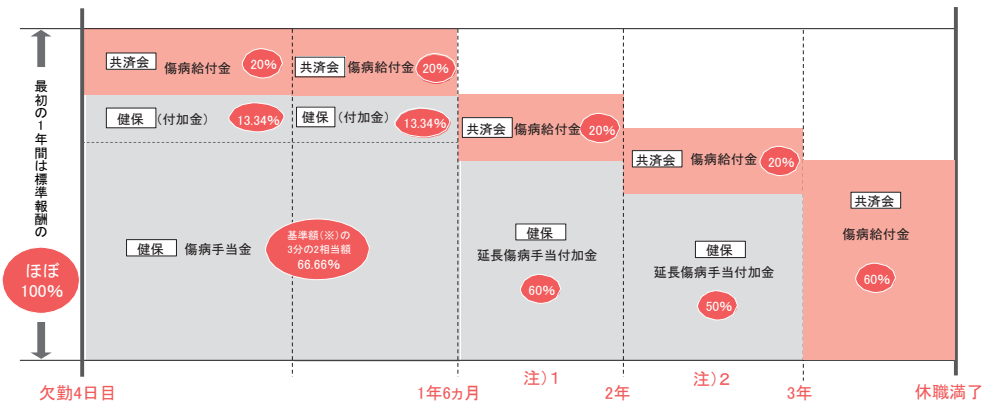 最初の1年間は標準報酬の
ほぼ
100%
共済会 傷病給付金 20%
共済会 傷病給付金 20%
健保 (付加金) 13.34%
健保 (付加金) 13.34%
健保 傷病手当金
基準額(※)の
3分の2相当額
66.66%
共済会 傷病給付金 20%
健保
延長傷病手当付加金
60%
共済会 傷病給付金 20%
健保
延長傷病手当付加金
50%
共済会
傷病給付金
60%
欠勤4日目
1年6ヵ月
注)1
2年
注)2
3年
休職満了